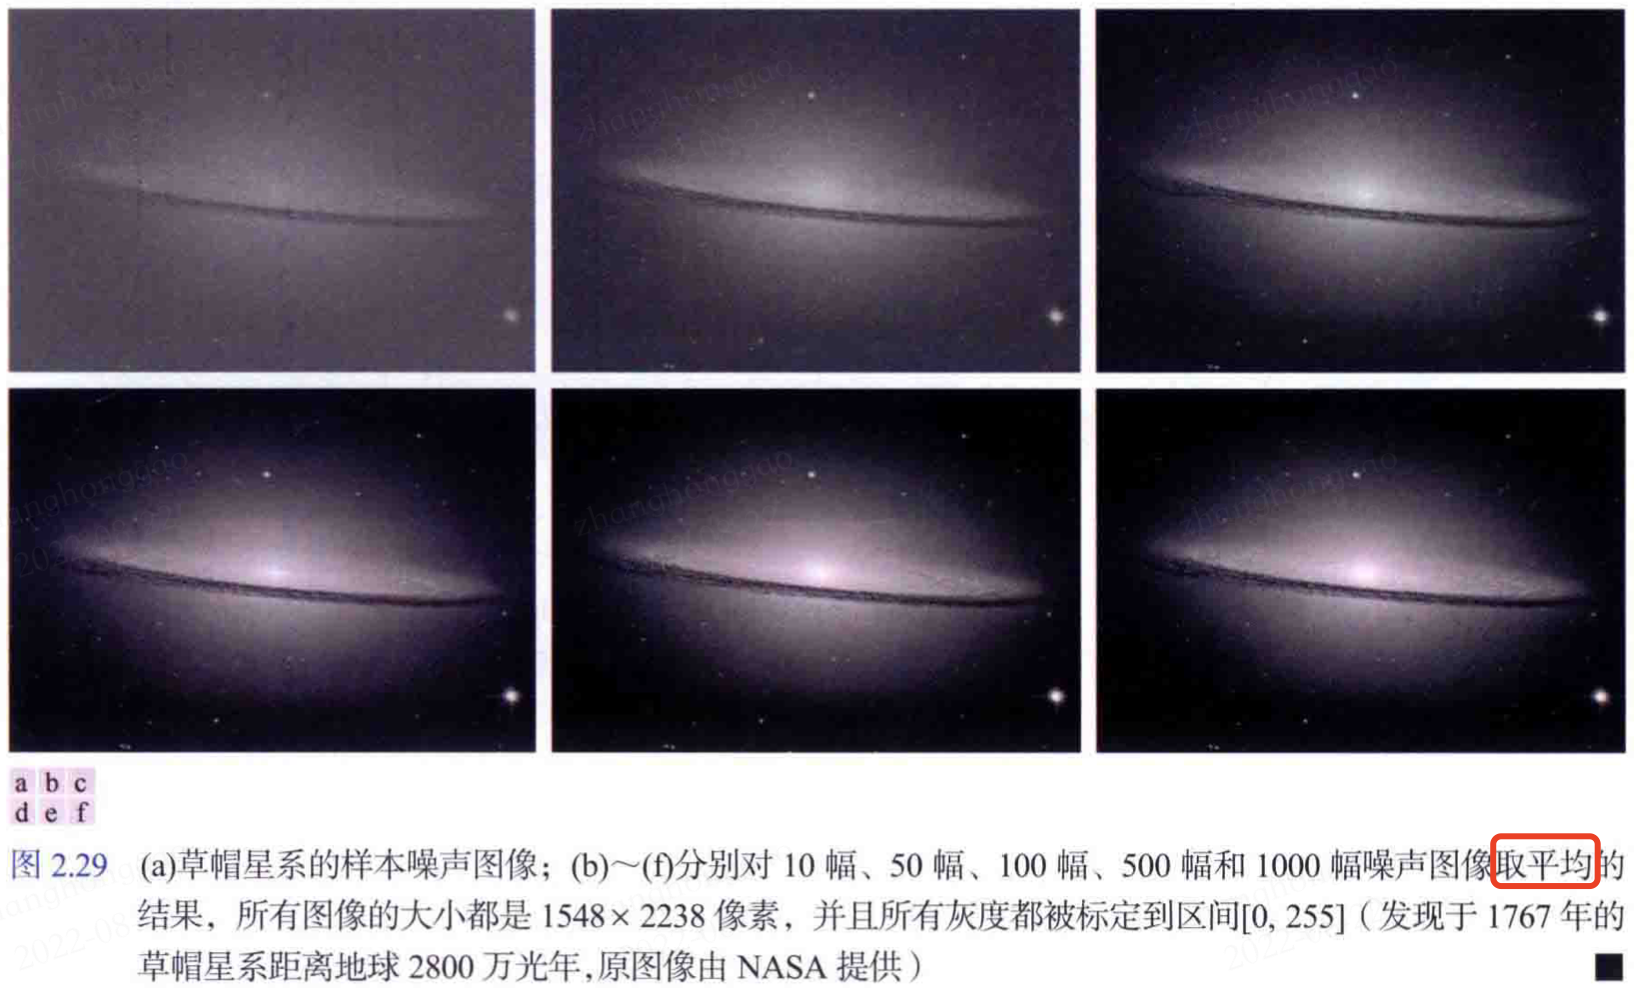 a b c
d e f
图 2.29 (a)草帽星系的样本噪声图像；(b)～(f)分别对 10 幅、50 幅、100 幅、500 幅和 1000 幅噪声图像取平均的
结果，所有图像的大小都是 1548×2238 像素，并且所有灰度都被标定到区间[0, 255]（发现于 1767 年的
草帽星系距离地球 2800 万光年,原图像由 NASA 提供）